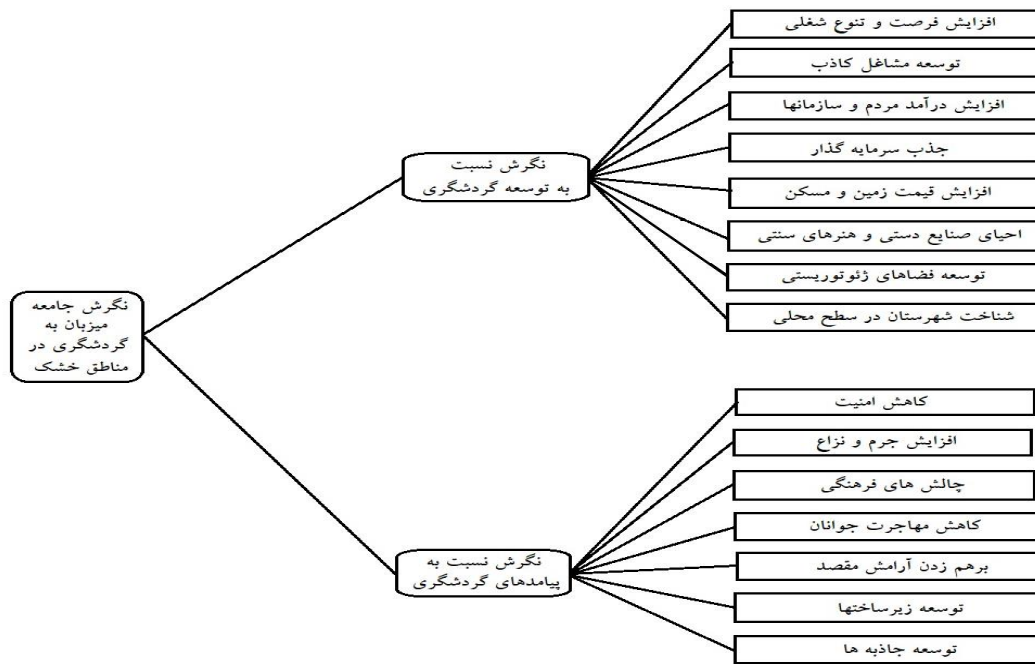 افزایش فرصت و تنوع شغلی
توسعه مشاغل کاذب
افزایش درآمد مردم و سازمانها
جذب سرمایه گذار
افزایش قیمت زمین و مسکن
احیای صنایع دستی و هنرهای سنتی
توسعه فضاهای ژئوتوریستی
شناخت شهرستان در سطح محلی
نگرش نسبت
به توسعه گردشگری
نگرش جامعه
میزبان به
گردشگری در
مناطق خشک
کاهش امنیت
افزایش جرم و نزاع
چالش های فرهنگی
کاهش مهاجرت جوانان
برهم زدن آرامش مقصد
توسعه زیرساختها
توسعه جاذبه ها
نگرش نسبت به
پیامدهای گردشگری